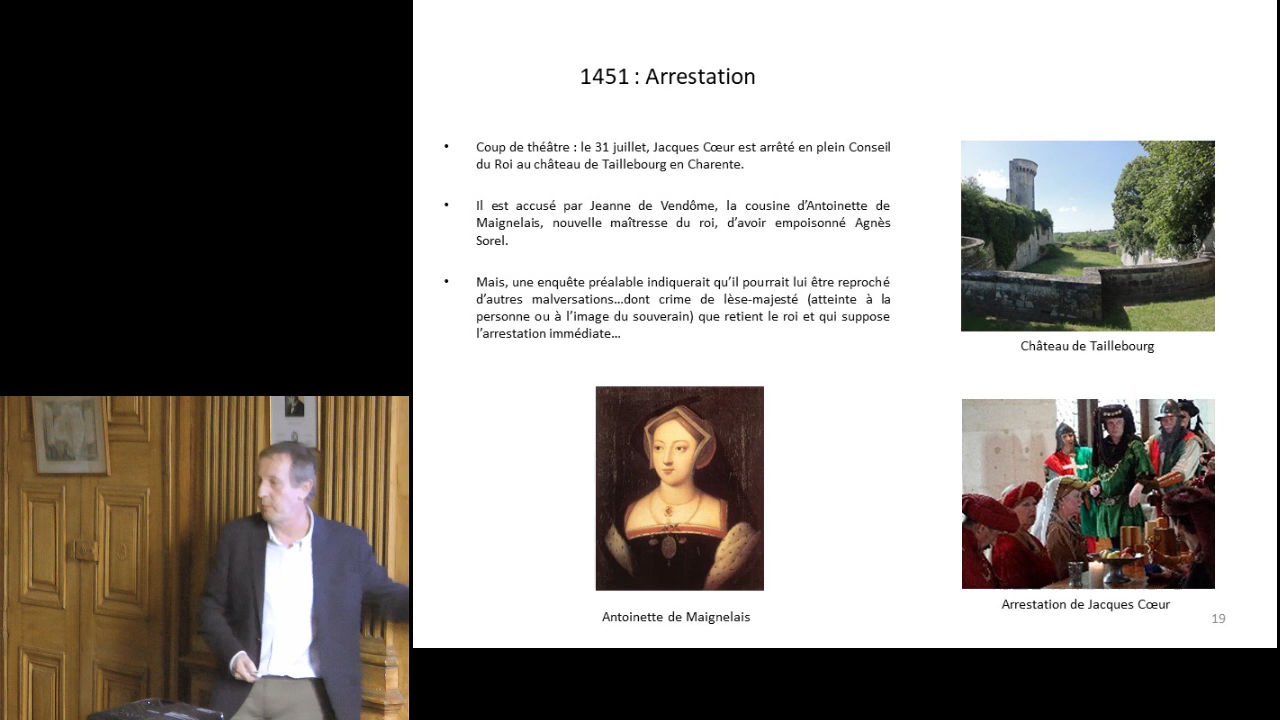 1451 : Arrestation
• Coup de théâtre : le 31 juillet, Jacques Cœur est arrêté en plein Conseil
du Roi au château de Taillebourg en Charente.
• Il est accusé par Jeanne de Vendôme, la cousine d’Antoinette de
Maignelais, nouvelle maîtresse du roi, d’avoir empoisonné Agnès
Sorel.
• Mais, une enquête préalable indiquerait qu’il pourrait lui être reproché
d’autres malversations…dont crime de lèse-majesté (atteinte à la
personne ou à l’image du souverain) que retient le roi et qui suppose
l’arrestation immédiate…
Château de Taillebourg
Antoinette de Maignelais
Arrestation de Jacques Cœur
19